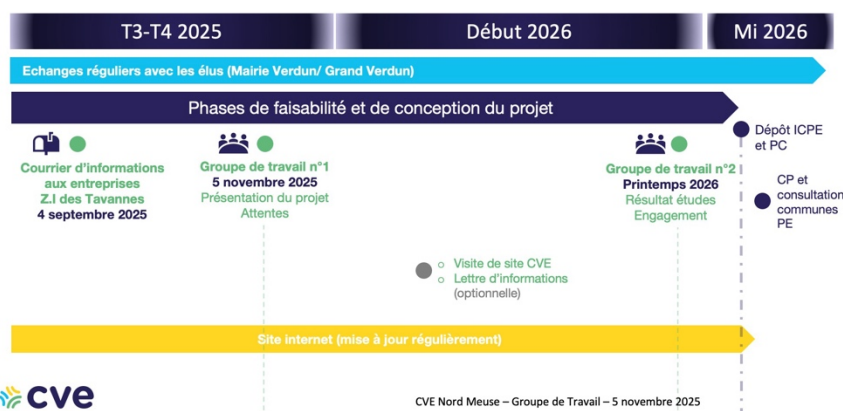 T3-T4 2025
Début 2026
Mi 2026
Echanges réguliers avec les élus (Mairie Verdun/ Grand Verdun)
Phases de faisabilité et de conception du projet
Courrier d'informations
aux entreprises
Z.I des Tavannes
4 septembre 2025
Groupe de travail n°1
5 novembre 2025
Présentation du projet
Attentes
Groupe de travail n°2
Printemps 2026
Résultat études
Engagement
Dépôt ICPE
et PC
CP et
consultation
communes
PE
Visite de site CVE
Lettre d'informations
(optionnelle)
Site internet (mise à jour régulièrement)
cve
CVE Nord Meuse – Groupe de Travail – 5 novembre 2025